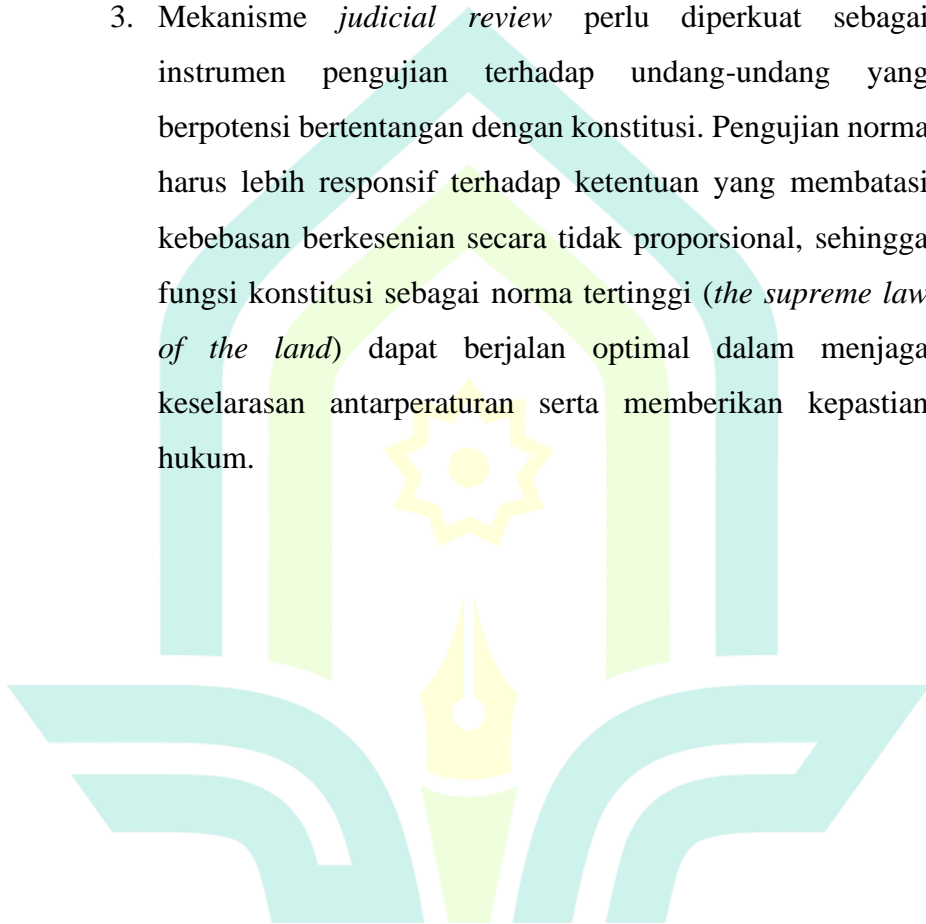 3. Mekanisme judicial review perlu diperkuat sebagai
instrumen pengujian terhadap undang-undang yang
berpotensi bertentangan dengan konstitusi. Pengujian norma
harus lebih responsif terhadap ketentuan yang membatasi
kebebasan berkesenian secara tidak proporsional, sehingga
fungsi konstitusi sebagai norma tertinggi (the supreme law
of the land) dapat berjalan optimal dalam menjaga
keselarasan antarperaturan serta memberikan kepastian
hukum.